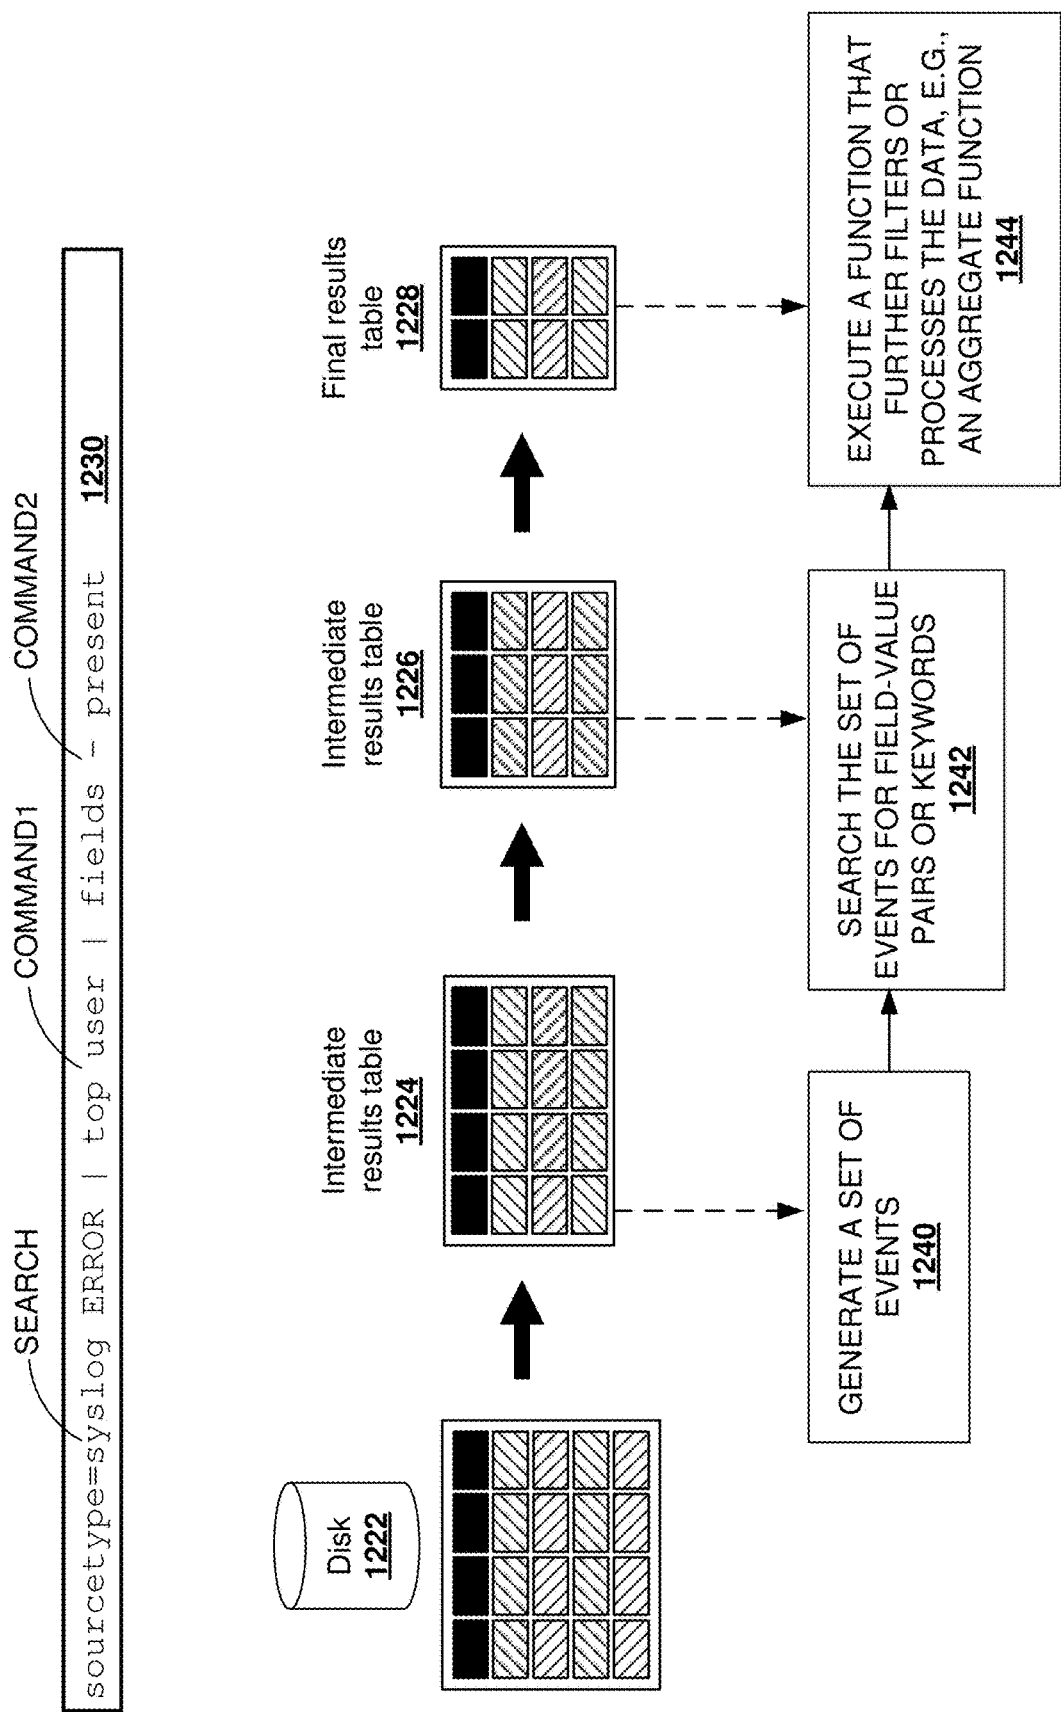 SEARCH
COMMAND1
COMMAND2
sourcetype=syslog ERROR | top user | fields – present 1230
Disk
1222
Intermediate
results table
1224
Intermediate
results table
1226
Final results
table
1228
GENERATE A SET OF
EVENTS
1240
SEARCH THE SET OF
EVENTS FOR FIELD-VALUE
PAIRS OR KEYWORDS
1242
EXECUTE A FUNCTION THAT
FURTHER FILTERS OR
PROCESSES THE DATA, E.G.,
AN AGGREGATE FUNCTION
1244